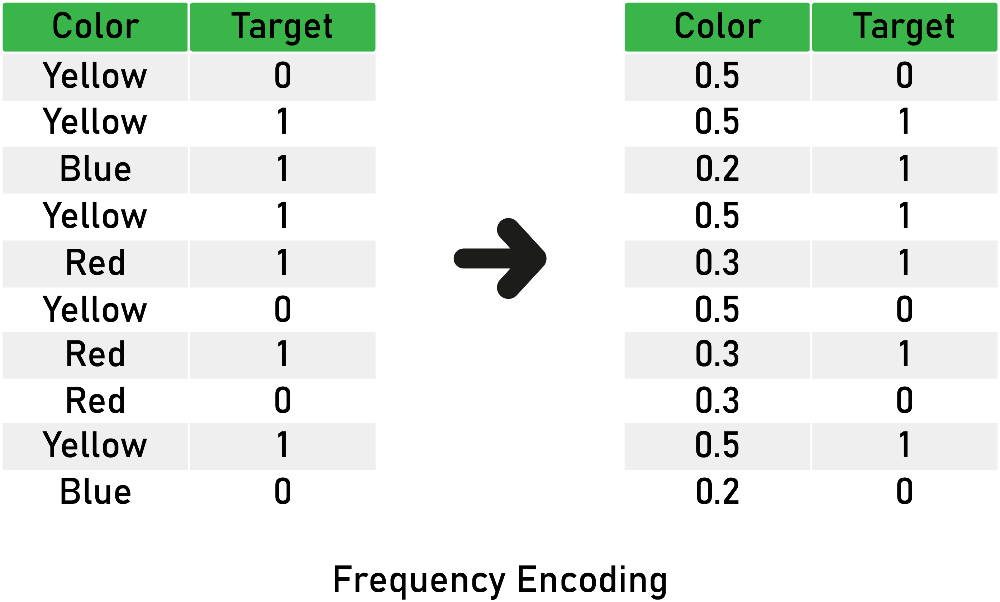 Color Target Color Target
Yellow 0 0.5 0
Yellow 1 0.5 1
Blue 1 0.2 1
Yellow 1 0.5 1
Red 1 0.3 1
Yellow 0 0.5 0
Red 1 0.3 1
Red 0 0.3 0
Yellow 1 0.5 1
Blue 0 0.2 0
Frequency Encoding